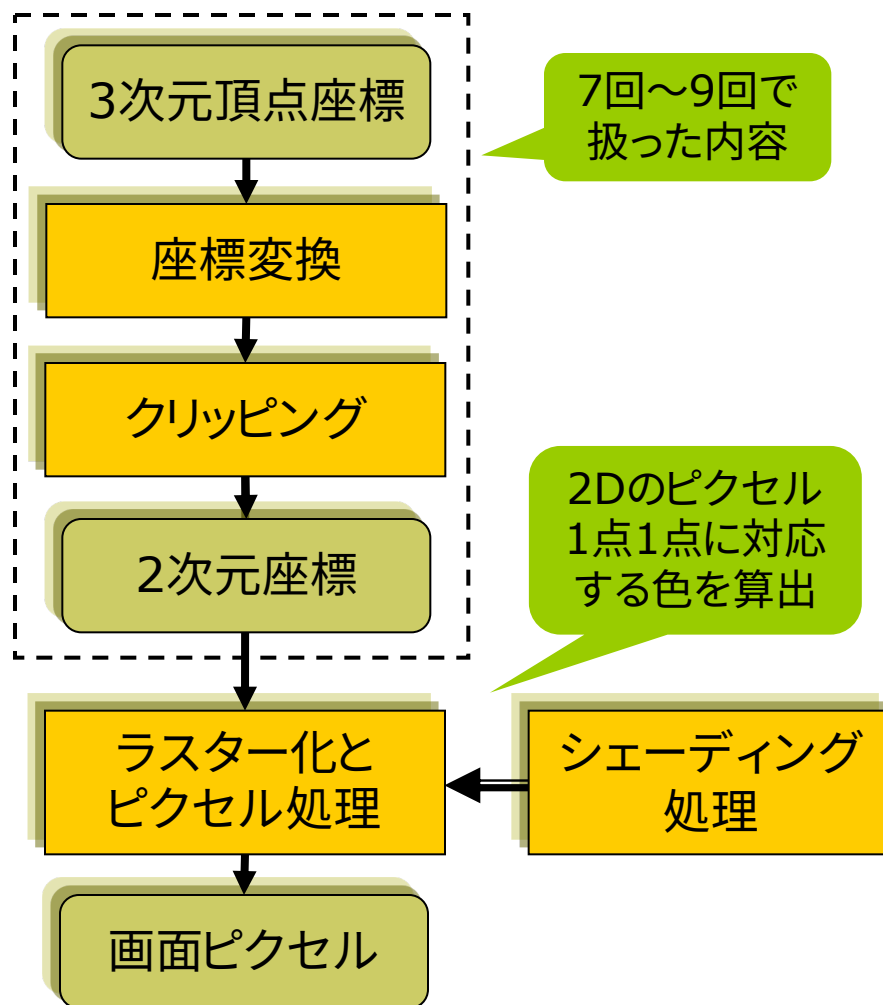 3次元頂点座標
7回～9回で
扱った内容
座標変換
クリッピング
2次元座標
2Dのピクセル
1点1点に対応
する色を算出
ラスター化と
ピクセル処理
シェーディング
処理
画面ピクセル